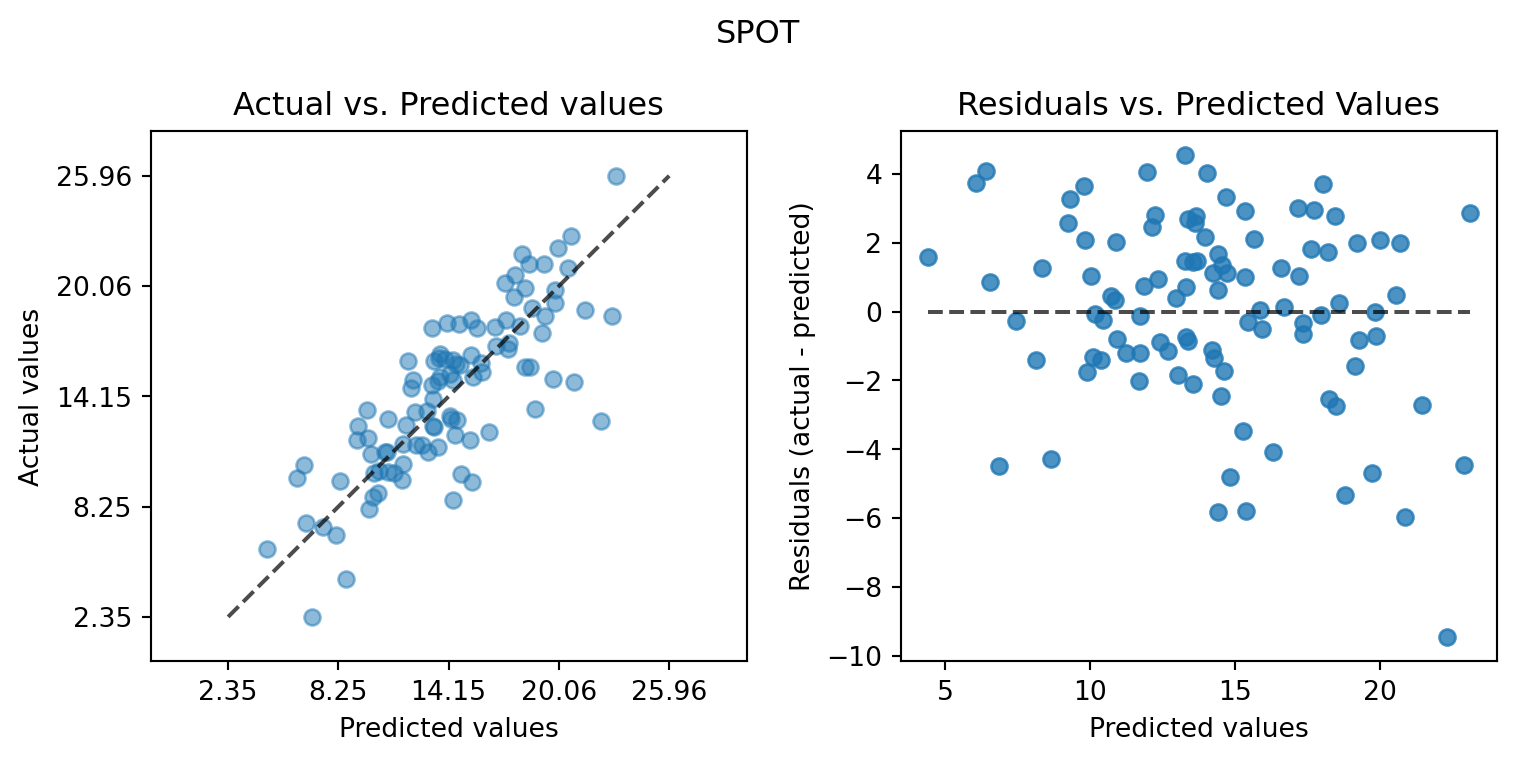 SPOT
Actual vs. Predicted values
25.96
20.06
14.15
8.25
2.35
Actual values
2.35 8.25 14.15 20.06 25.96
Predicted values
Residuals vs. Predicted Values
4
2
0
−2
−4
−6
−8
−10
Residuals (actual - predicted)
5 10 15 20
Predicted values